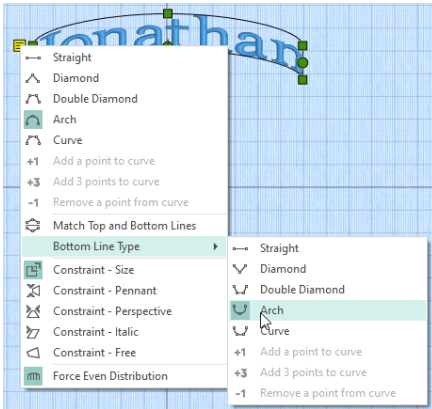 Jonathan
Straight
Diamond
Double Diamond
Arch
Curve
+1 Add a point to curve
+3 Add 3 points to curve
-1 Remove a point from curve
Match Top and Bottom Lines
Bottom Line Type
Constraint - Size
Constraint - Pennant
Constraint - Perspective
Constraint - Italic
Constraint - Free
Force Even Distribution
Straight
Diamond
Double Diamond
Arch
Curve
+1 Add a point to curve
+3 Add 3 points to curve
-1 Remove a point from curve